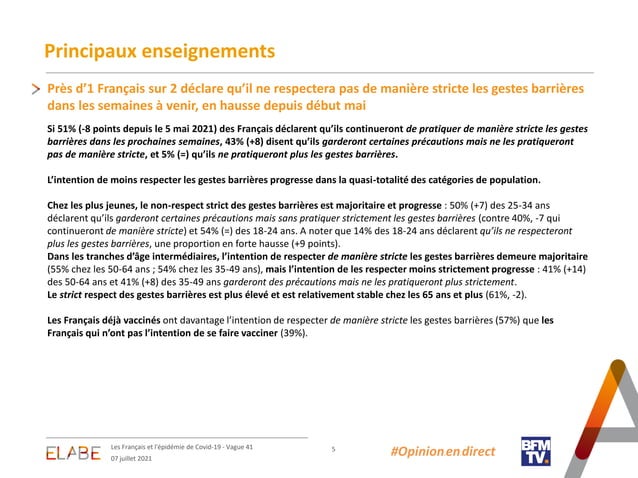 Principaux enseignements
Près d'1 Français sur 2 déclare qu'il ne respectera pas de manière stricte les gestes barrières
dans les semaines à venir, en hausse depuis début mai
Si 51% (-8 points depuis le 5 mai 2021) des Français déclarent qu'ils continueront de pratiquer de manière stricte les gestes
barrières dans les prochaines semaines, 43% (+8) disent qu'ils garderont certaines précautions mais ne les pratiqueront
pas de manière stricte, et 5% (=) qu'ils ne pratiqueront plus les gestes barrières.
L'intention de moins respecter les gestes barrières progresse dans la quasi-totalité des catégories de population.
Chez les plus jeunes, le non-respect strict des gestes barrières est majoritaire et progresse : 50% (+7) des 25-34 ans
déclarent qu'ils garderont certaines précautions mais sans pratiquer strictement les gestes barrières (contre 40%, -7 qui
continueront de manière stricte) et 54% (=) des 18-24 ans. A noter que 14% des 18-24 ans déclarent qu'ils ne respecteront
plus les gestes barrières, une proportion en forte hausse (+9 points).
Dans les tranches d'âge intermédiaires, l'intention de respecter de manière stricte les gestes barrières demeure majoritaire
(55% chez les 50-64 ans ; 54% chez les 35-49 ans), mais l'intention de les respecter moins strictement progresse : 41% (+14)
des 50-64 ans et 41% (+8) des 35-49 ans garderont des précautions mais ne les pratiqueront plus strictement.
Le strict respect des gestes barrières est plus élevé et est relativement stable chez les 65 ans et plus (61%, -2).
Les Français déjà vaccinés ont davantage l'intention de respecter de manière stricte les gestes barrières (57%) que les
Français qui n'ont pas l'intention de se faire vacciner (39%).
ELABE
Les Français et l'épidémie de Covid-19 - Vague 41
07 juillet 2021
5
#Opinionendirect
BFM
TV.